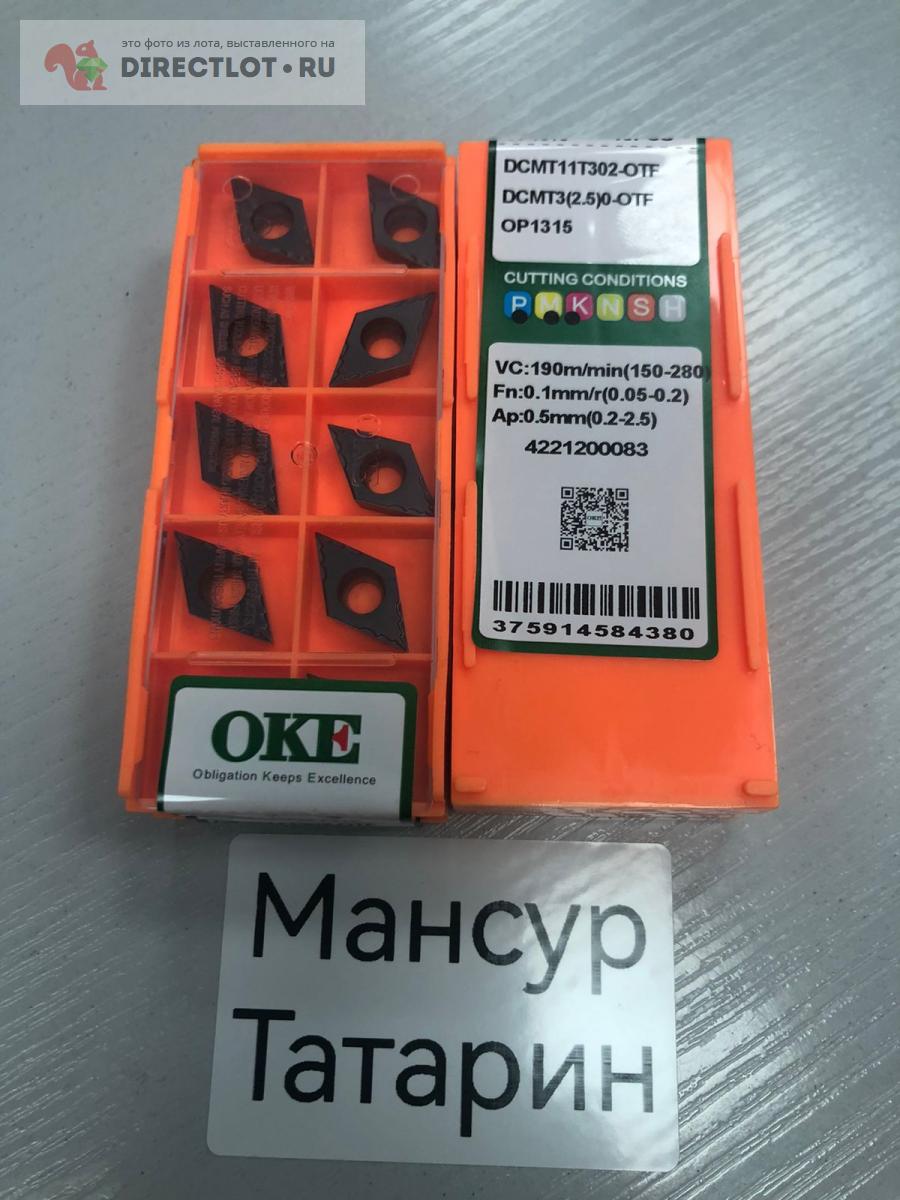 это фото из лота, выставленного на
DIRECTLOT.RU
DCMT11T302-OTF
DCMT3(2.5)0-OTF
OP1315
CUTTING CONDITIONS
P M K N S H
VC:190m/min(150-280)
Fn:0.1mm/r(0.05-0.2)
Ap:0.5mm(0.2-2.5)
4221200083
375914584380
OKE
Obligation Keeps Excellence
Мансур
Татарин